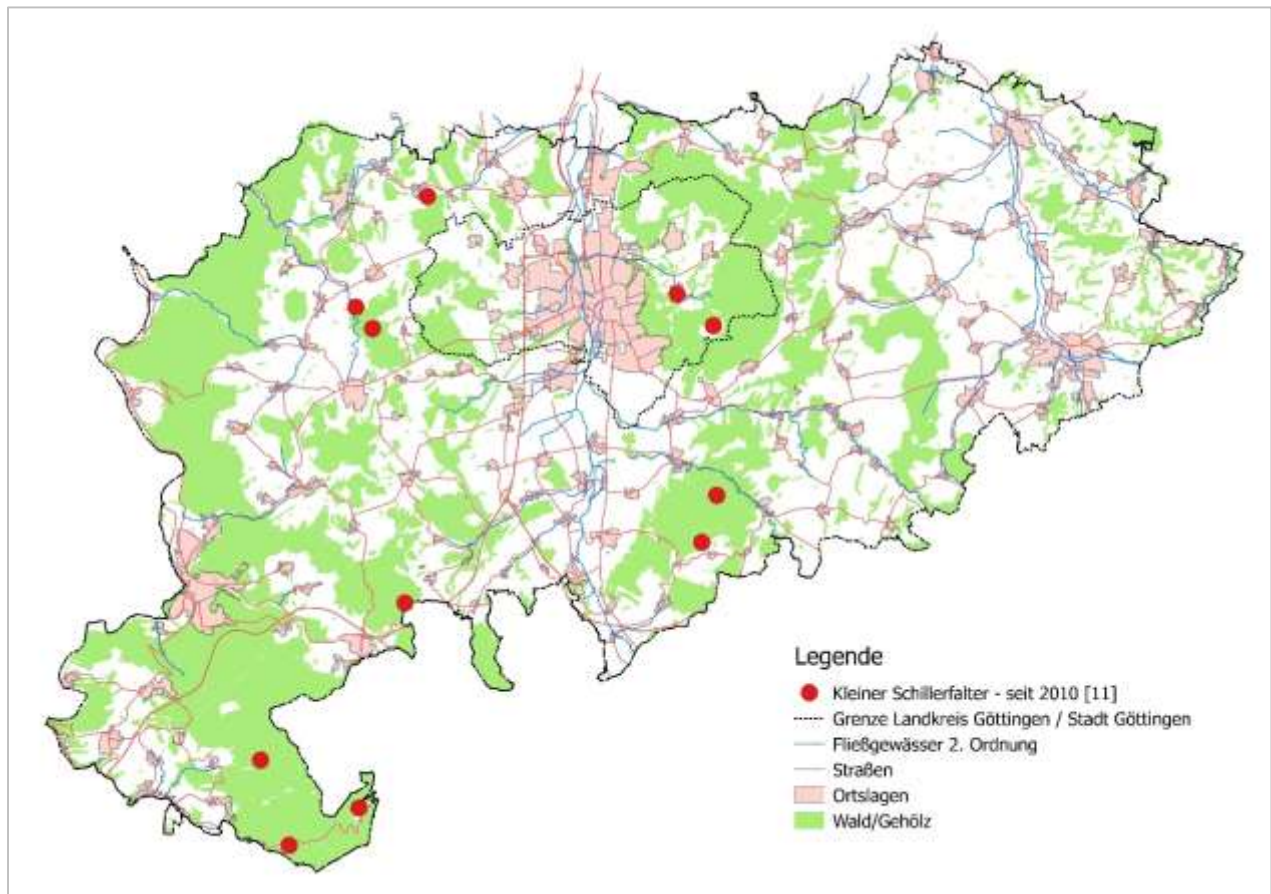 Legende
Kleiner Schillerfalter - seit 2010 [11]
Grenze Landkreis Göttingen / Stadt Göttingen
Fließgewässer 2. Ordnung
Straßen
Ortslagen
Wald/Gehölz